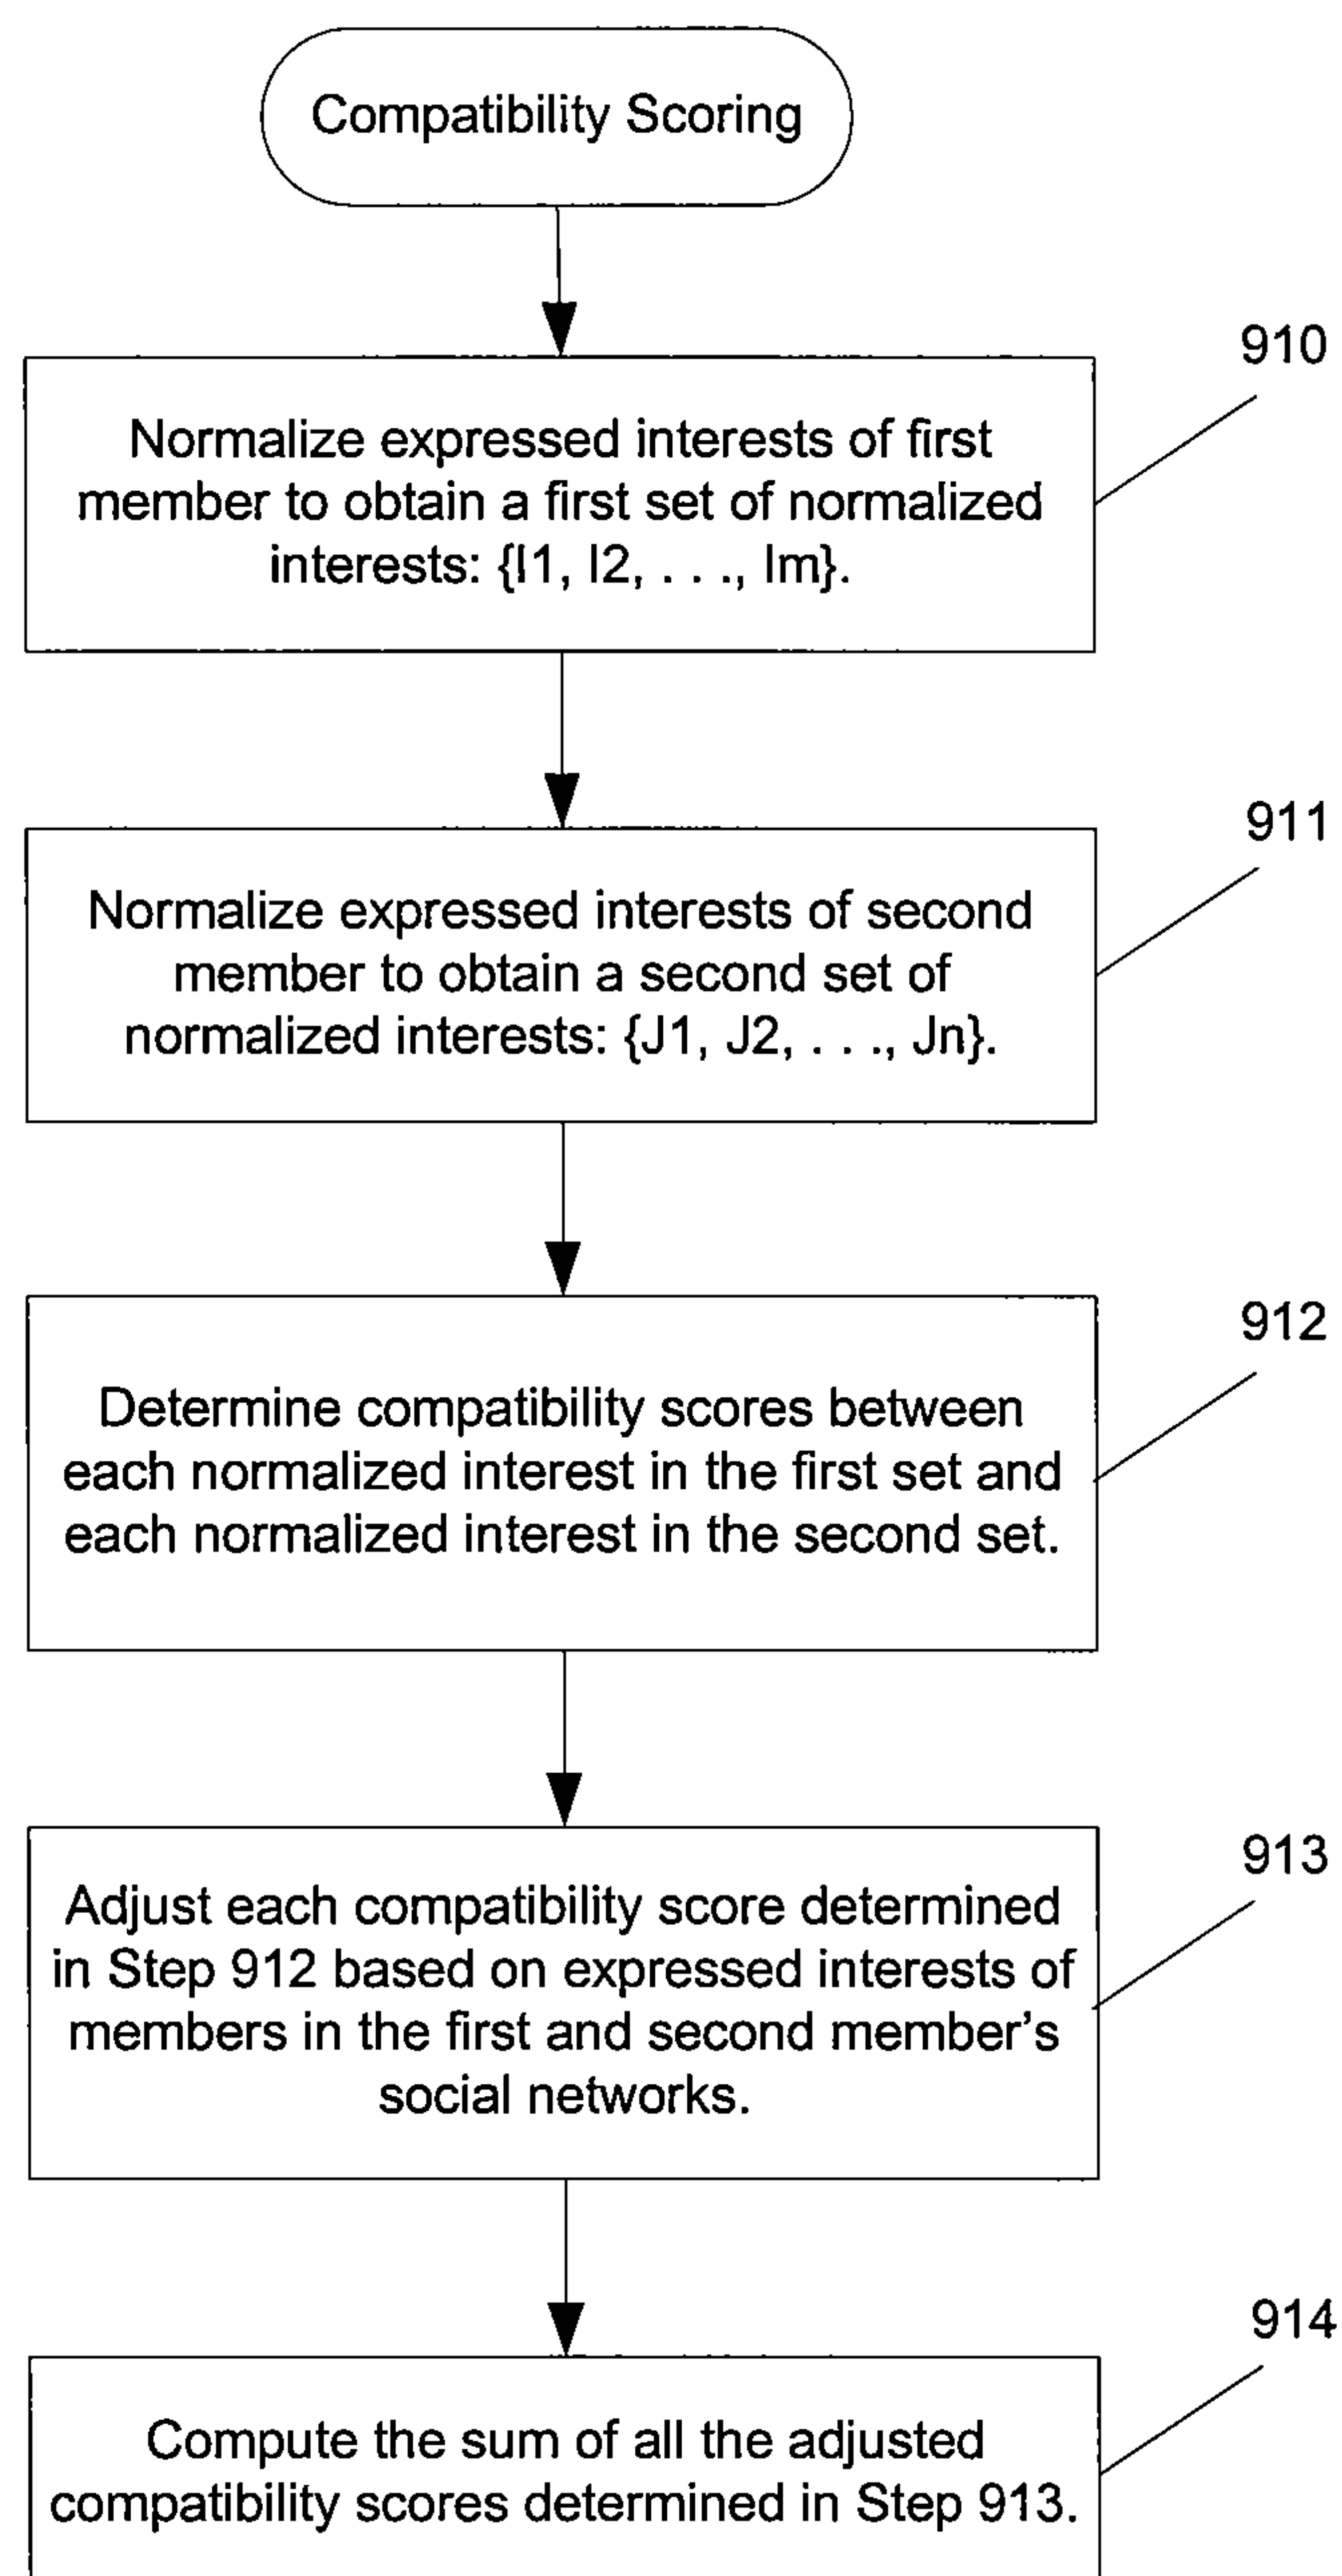 Compatibility Scoring
910
Normalize expressed interests of first
member to obtain a first set of normalized
interests: {I1, I2, . . ., Im}.
911
Normalize expressed interests of second
member to obtain a second set of
normalized interests: {J1, J2, . . ., Jn}.
912
Determine compatibility scores between
each normalized interest in the first set and
each normalized interest in the second set.
913
Adjust each compatibility score determined
in Step 912 based on expressed interests of
members in the first and second member's
social networks.
914
Compute the sum of all the adjusted
compatibility scores determined in Step 913.